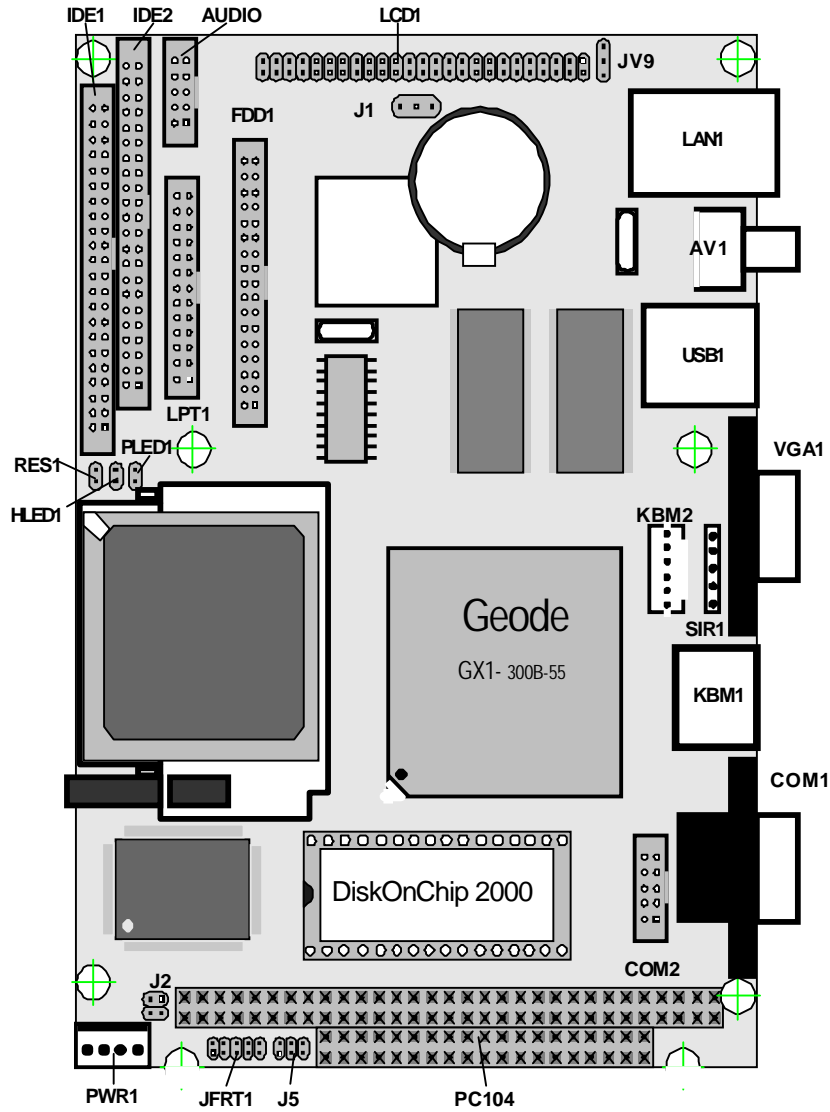 IDE1
IDE2
AUDIO
LCD1
JV9
J1
FDD1
LAN1
AV1
USB1
LPT1
PLED1
RES1
HLED1
VGA1
KBM2
SIR1
Geode
GX1- 300B-55
KBM1
COM1
DiskOnChip 2000
COM2
J2
PWR1
JFRT1
J5
PC104